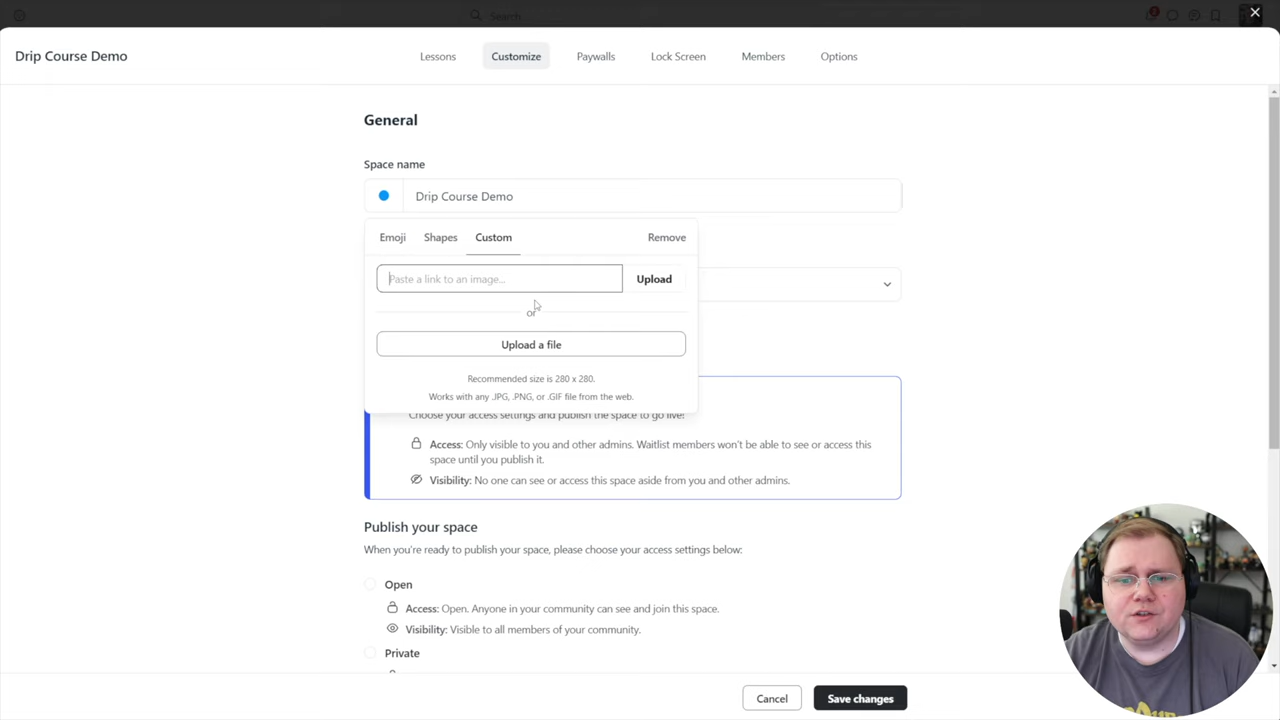 Search
2
Drip Course Demo
Lessons
Customize
Paywalls
Lock Screen
Members
Options
General
Space name
Drip Course Demo
Emoji
Shapes
Custom
Remove
Paste a link to an image...
Upload
or
Upload a file
Recommended size is 280 x 280.
Works with any .JPG, .PNG, or .GIF file from the web.
Choose your access settings and publish the space to go live!
Access: Only visible to you and other admins. Waitlist members won't be able to see or access this
space until you publish it.
Visibility: No one can see or access this space aside from you and other admins.
Publish your space
When you're ready to publish your space, please choose your access settings below:
Open
Access: Open. Anyone in your community can see and join this space.
Visibility: Visible to all members of your community.
Private
Cancel
Save changes